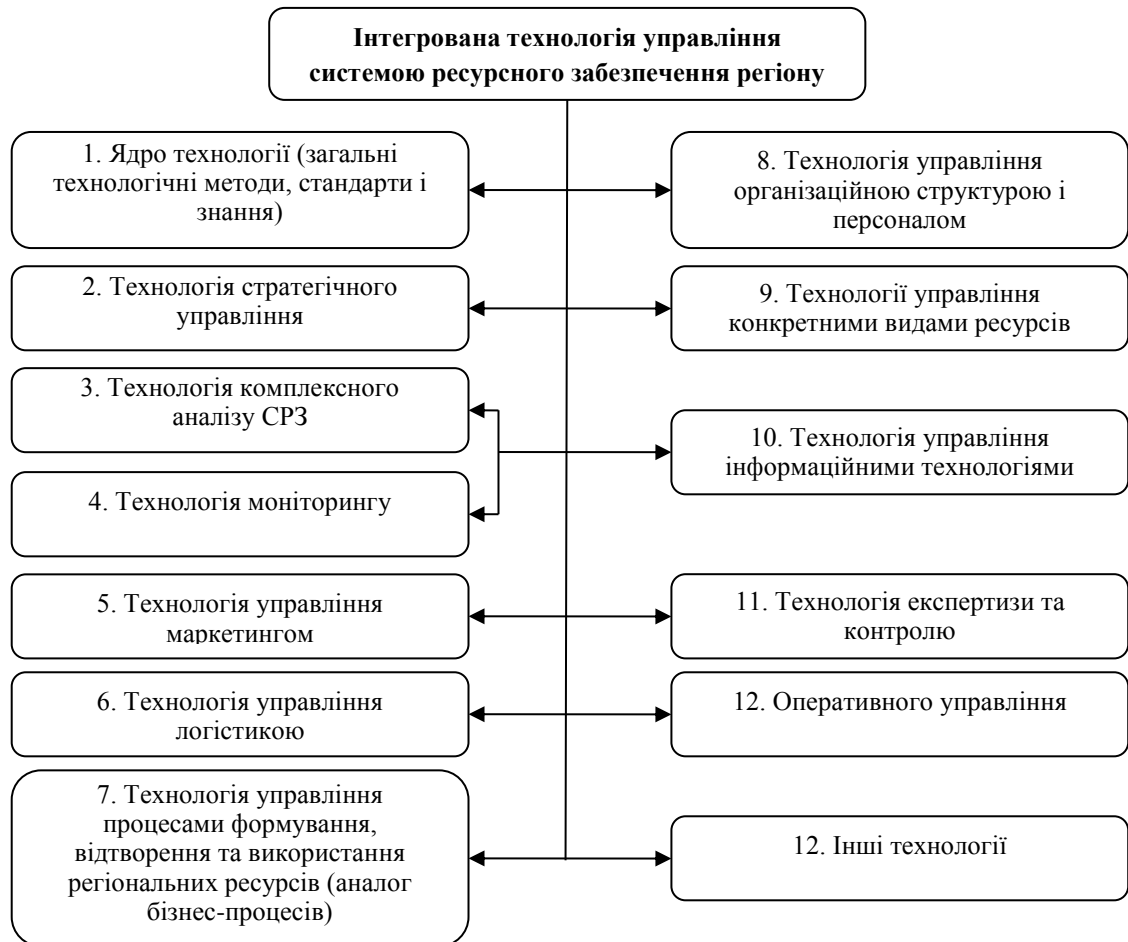 Інтегрована технологія управління
системою ресурсного забезпечення регіону
1. Ядро технології (загальні
технологічні методи, стандарти і
знання)
2. Технологія стратегічного
управління
3. Технологія комплексного
аналізу СРЗ
4. Технологія моніторингу
5. Технологія управління
маркетингом
6. Технологія управління
логістикою
7. Технологія управління
процесами формування,
відтворення та використання
регіональних ресурсів (аналог
бізнес-процесів)
8. Технологія управління
організаційною структурою і
персоналом
9. Технології управління
конкретними видами ресурсів
10. Технологія управління
інформаційними технологіями
11. Технологія експертизи та
контролю
12. Оперативного управління
12. Інші технології